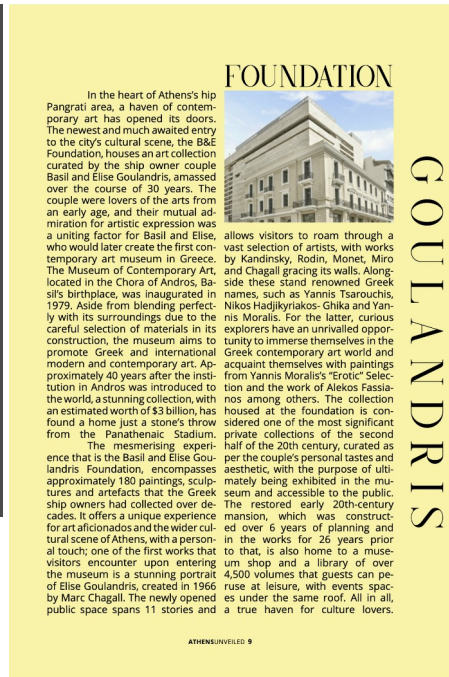 FOUNDATION
GOULANDRIS
In the heart of Athens's hip
Pangrati area, a haven of contem-
porary art has opened its doors.
The newest and much awaited entry
to the city's cultural scene, the B&E
Foundation, houses an art collection
curated by the ship owner couple
Basil and Elise Goulandris, amassed
over the course of 30 years. The
couple were lovers of the arts from
an early age, and their mutual ad-
miration for artistic expression was
a uniting factor for Basil and Elise,
who would later create the first con-
temporary art museum in Greece.
The Museum of Contemporary Art,
located in the Chora of Andros, Ba-
sil's birthplace, was inaugurated in
1979. Aside from blending perfect-
ly with its surroundings due to the
careful selection of materials in its
construction, the museum aims to
promote Greek and international
modern and contemporary art. Ap-
proximately 40 years after the insti-
tution in Andros was introduced to
the world, a stunning collection, with
an estimated worth of $3 billion, has
found a home just a stone's throw
from the Panathenaic Stadium.
The mesmerising experi-
ence that is the Basil and Elise Gou-
landris Foundation, encompasses
approximately 180 paintings, sculp-
tures and artefacts that the Greek
ship owners had collected over de-
cades. It offers a unique experience
for art aficionados and the wider cul-
tural scene of Athens, with a person-
al touch; one of the first works that
visitors encounter upon entering
the museum is a stunning portrait
of Elise Goulandris, created in 1966
by Marc Chagall. The newly opened
public space spans 11 stories and
allows visitors to roam through a
vast selection of artists, with works
by Kandinsky, Rodin, Monet, Miro
and Chagall gracing its walls. Along-
side these stand renowned Greek
names, such as Yannis Tsarouchis,
Nikos Hadjikyriakos- Ghika and Yan-
nis Moralis. For the latter, curious
explorers have an unrivalled oppor-
tunity to immerse themselves in the
Greek contemporary art world and
acquaint themselves with paintings
from Yannis Moralis's "Erotic" Selec-
tion and the work of Alekos Fassia-
nos among others. The collection
housed at the foundation is con-
sidered one of the most significant
private collections of the second
half of the 20th century, curated as
per the couple's personal tastes and
aesthetic, with the purpose of ulti-
mately being exhibited in the mu-
seum and accessible to the public.
The restored early 20th-century
mansion, which was construct-
ed over 6 years of planning and
in the works for 26 years prior
to that, is also home to a muse-
um shop and a library of over
4,500 volumes that guests can pe-
ruse at leisure, with events spac-
es under the same roof. All in all,
a true haven for culture lovers.
ATHENSUNVEILED 9